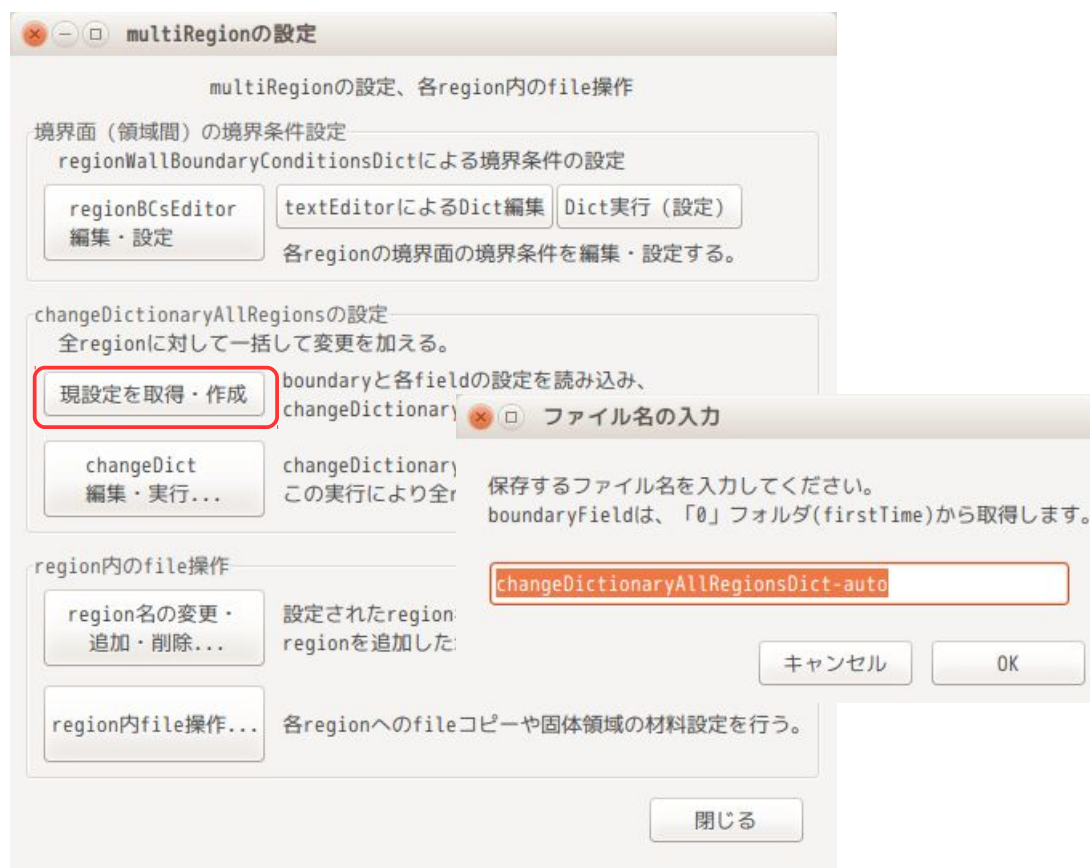 multiRegionの設定
multiRegionの設定、各region内のfile操作
境界面（領域間）の境界条件設定
regionWallBoundaryConditionsDictによる境界条件の設定
regionBCsEditor
編集・設定
textEditorによるDict編集
Dict実行（設定）
各regionの境界面の境界条件を編集・設定する。
changeDictionaryAllRegionsの設定
全regionに対して一括して変更を加える。
現設定を取得・作成
boundaryと各fieldの設定を読み込み、
changeDictionary
changeDict
編集・実行...
changeDictionary
この実行により全r
region内のfile操作
region名の変更・
追加・削除...
設定されたregion
regionを追加した
region内file操作...
各regionへのfileコピーや固体領域の材料設定を行う。
閉じる
ファイル名の入力
保存するファイル名を入力してください。
boundaryFieldは、「0」フォルダ(firstTime)から取得します。
changeDictionaryAllRegionsDict-auto
キャンセル
OK